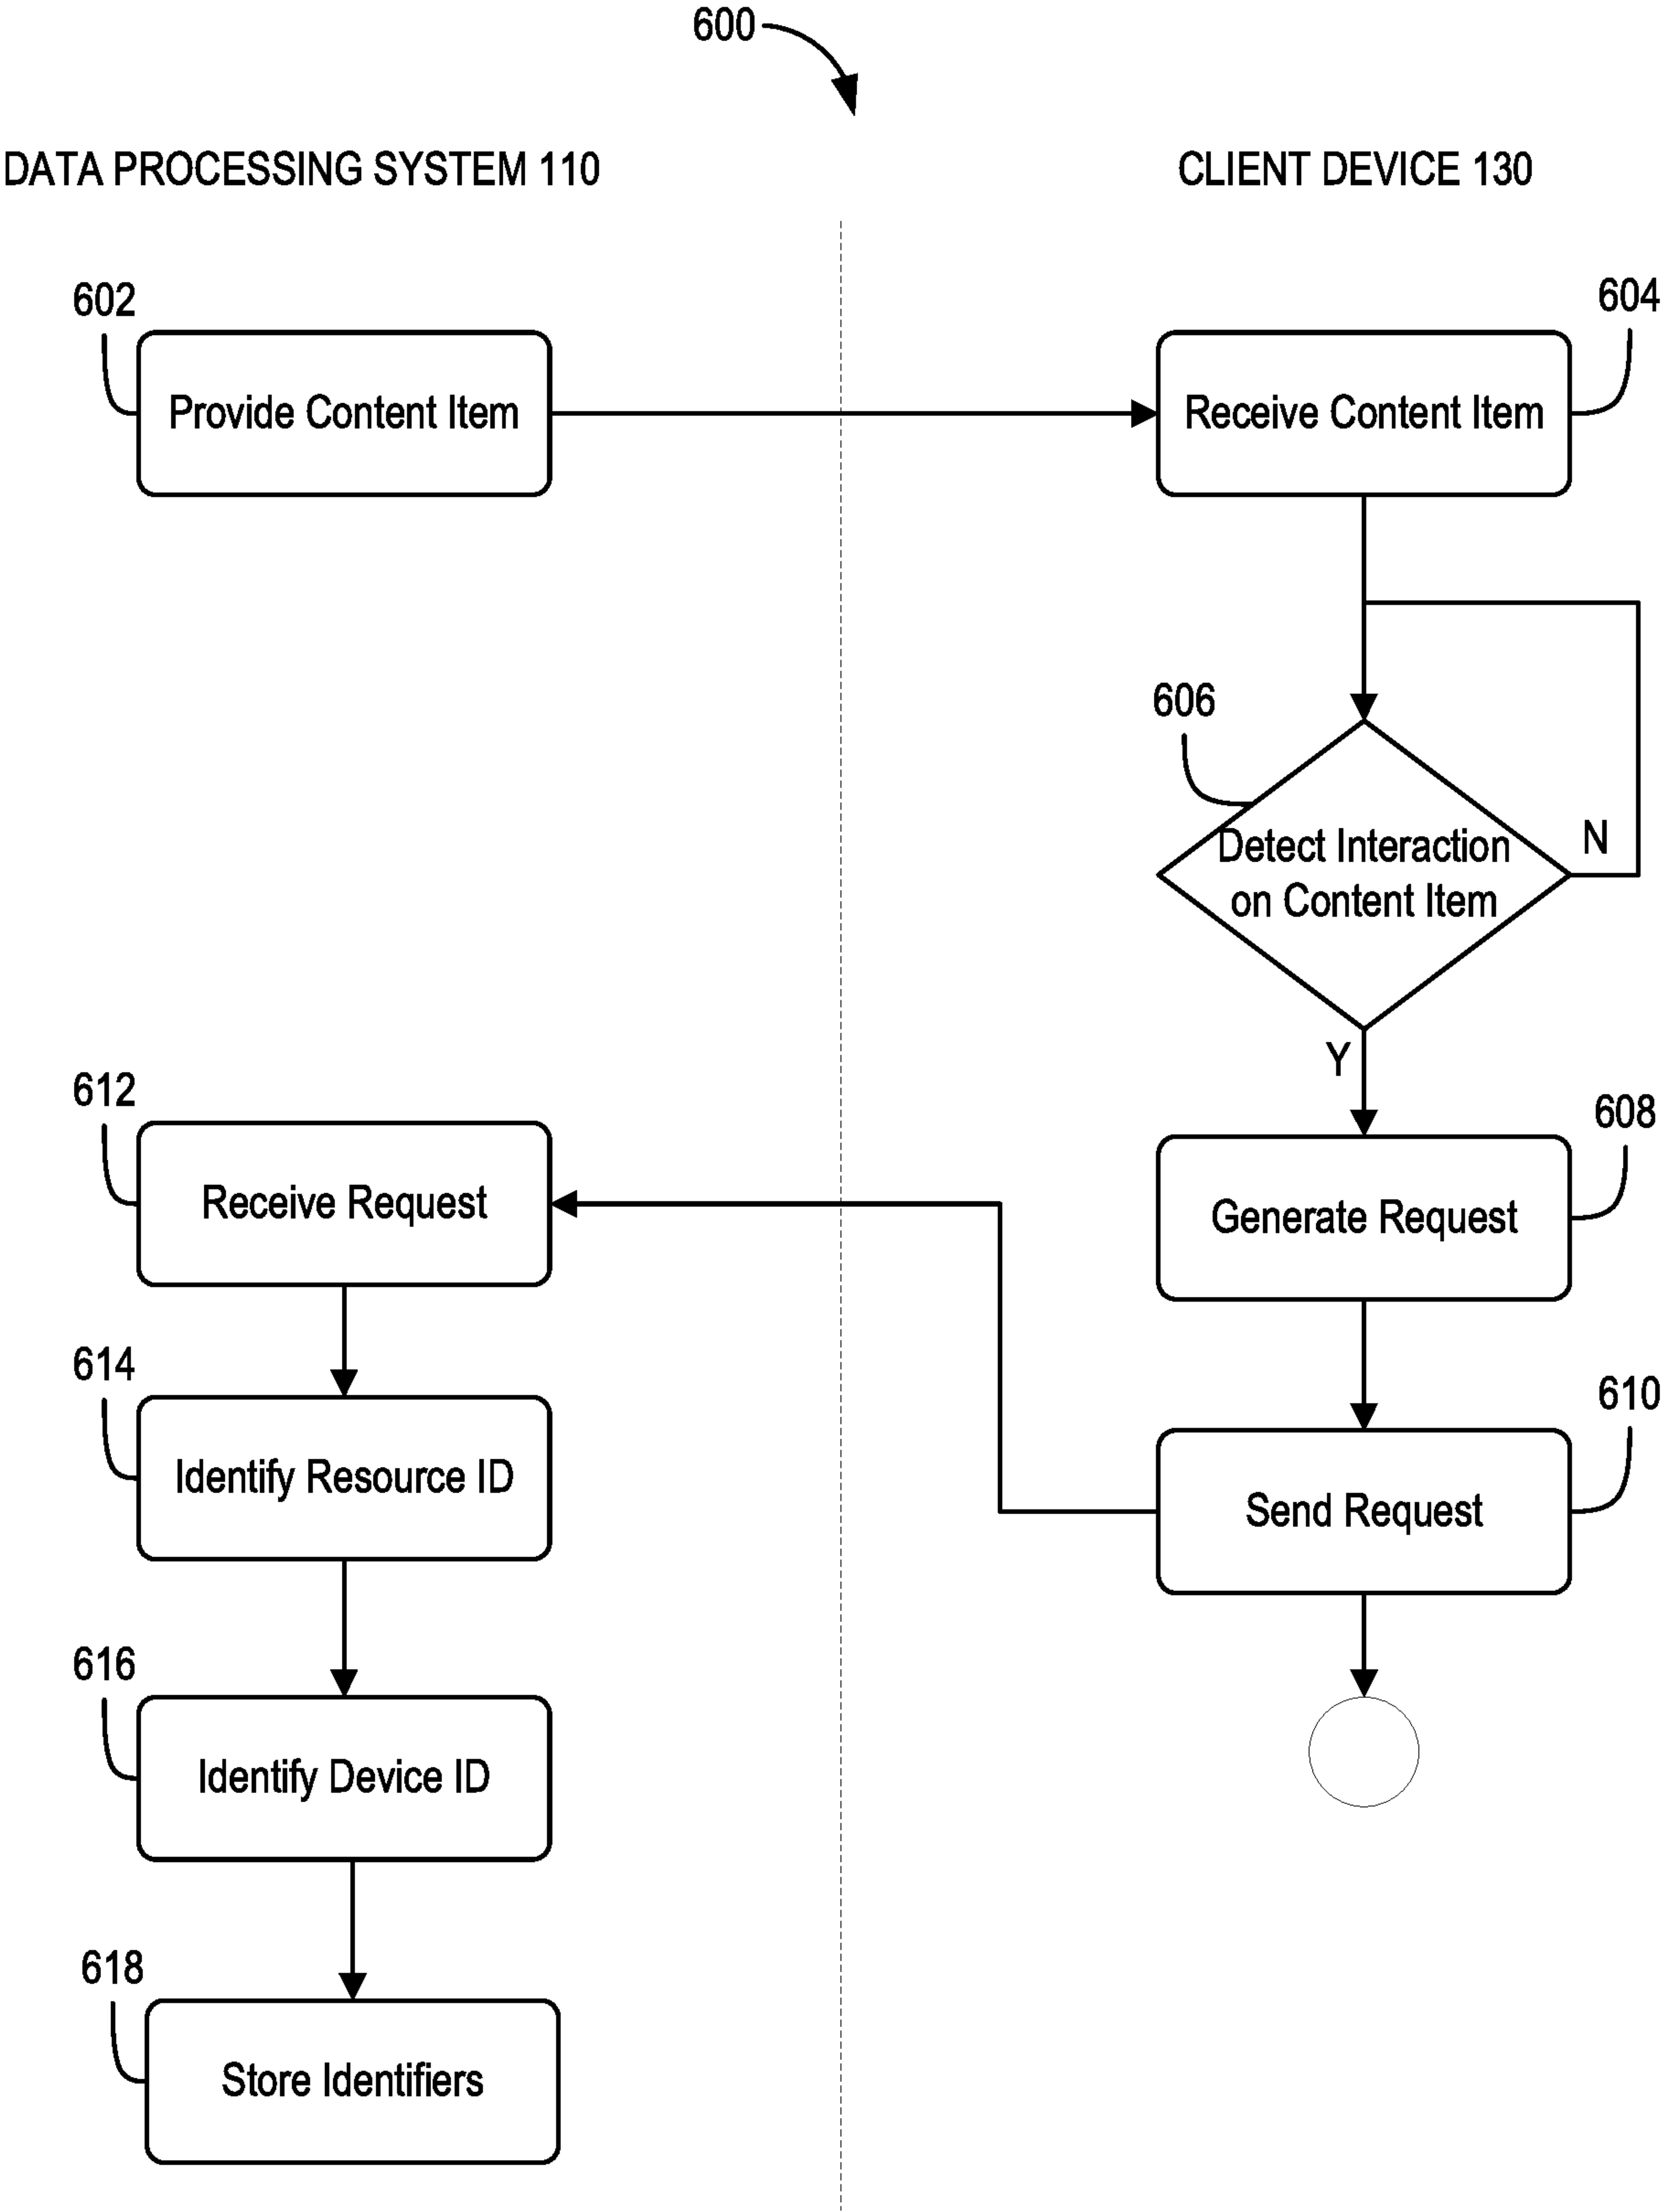 600
DATA PROCESSING SYSTEM 110
CLIENT DEVICE 130
602
Provide Content Item
604
Receive Content Item
606
Detect Interaction
on Content Item
N
Y
608
Generate Request
610
Send Request
612
Receive Request
614
Identify Resource ID
616
Identify Device ID
618
Store Identifiers